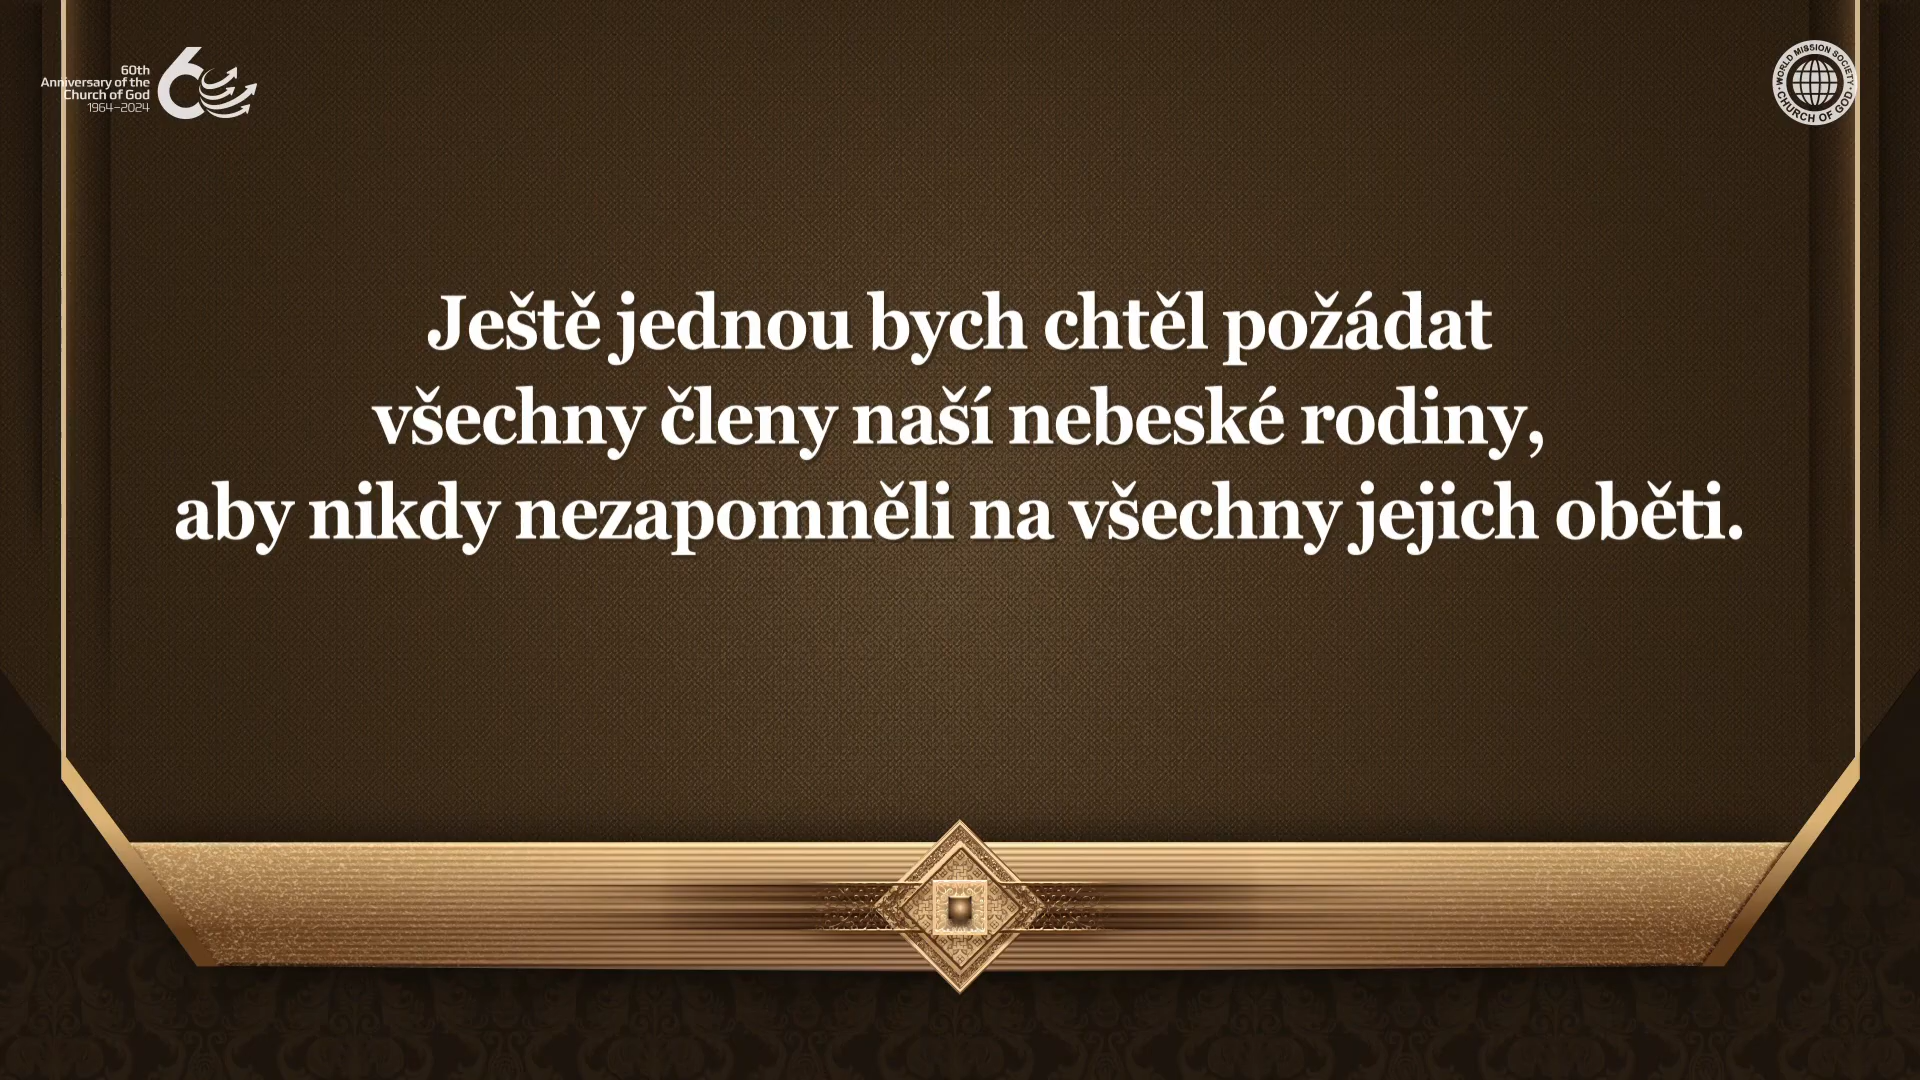 60th
Anniversary of the
Church of God
1964–2024
WORLD MISSION SOCIETY
CHURCH OF GOD
Ještě jednou bych chtěl požádat
všechny členy naší nebeské rodiny,
aby nikdy nezapomněli na všechny jejich oběti.